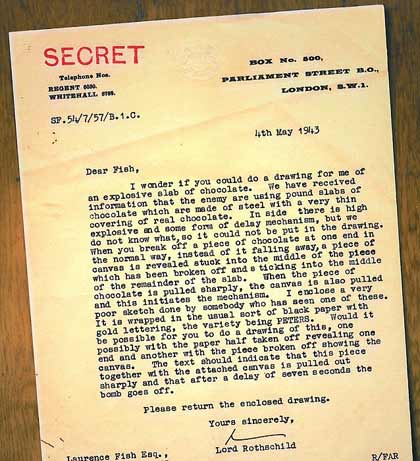 SECRET
Telephone Nos.
REGENT 6050.
WHITEHALL 6789.
BOX No. 500,
PARLIAMENT STREET B.O.,
LONDON, S.W.1.
SF.54/7/57/B.1.C.
4th May 1943
Dear Fish,
I wonder if you could do a drawing for me of
an explosive slab of chocolate. We have received
information that the enemy are using pound slabs of
chocolate which are made of steel with a very thin
covering of real chocolate. In side there is high
explosive and some form of delay mechanism, but we
do not know what, so it could not be put in the drawing.
When you break off a piece of chocolate at one end in
the normal way, instead of it falling away, a piece of
canvas is revealed stuck into the middle of the piece
which has been broken off and sticking into the middle
of the remainder of the slab. When the piece of
chocolate is pulled sharply, the canvas is also pulled
and this initiates the mechanism. I enclose a very
poor sketch done by somebody who has seen one of these.
It is wrapped in the usual sort of black paper with
gold lettering, the variety being PETERS. Would it
be possible for you to do a drawing of this, one
possibly with the paper half taken off revealing one
end and another with the piece broken off showing the
canvas. The text should indicate that this piece
together with the attached canvas is pulled out
sharply and that after a delay of seven seconds the
bomb goes off.
Please return the enclosed drawing.
Yours sincerely,
Lord Rothschild
Laurence Fish Esq.,
R/FAR